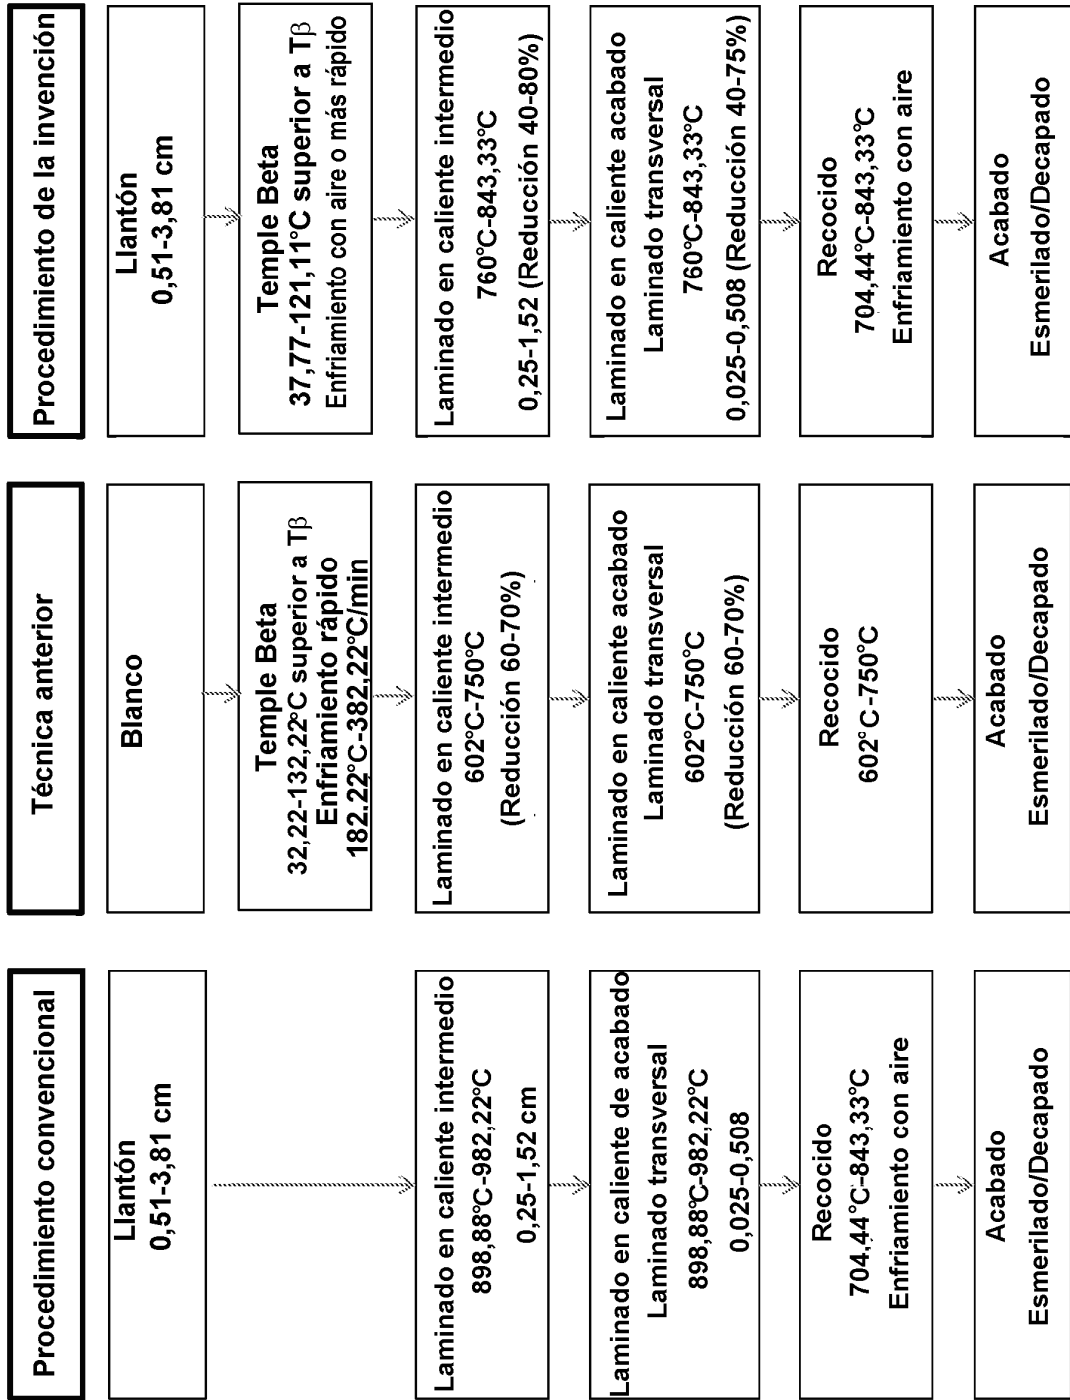 Procedimiento convencional
Llantón
0,51-3,81 cm
Laminado en caliente intermedio
898,88°C-982,22°C
0,25-1,52 cm
Laminado en caliente de acabado
Laminado transversal
898,88°C-982,22°C
0,025-0,508
Recocido
704,44°C-843,33°C
Enfriamiento con aire
Acabado
Esmerilado/Decapado
Técnica anterior
Blanco
Temple Beta
32,22-132,22°C superior a Tβ
Enfriamiento rápido
182.22°C-382,22°C/min
Laminado en caliente intermedio
602°C-750°C
(Reducción 60-70%)
Laminado en caliente acabado
Laminado transversal
602°C-750°C
(Reducción 60-70%)
Recocido
602°C-750°C
Acabado
Esmerilado/Decapado
Procedimiento de la invención
Llantón
0,51-3,81 cm
Temple Beta
37,77-121,11°C superior a Tβ
Enfriamiento con aire o más rápido
Laminado en caliente intermedio
760°C-843,33°C
0,25-1,52 (Reducción 40-80%)
Laminado en caliente acabado
Laminado transversal
760°C-843,33°C
0,025-0,508 (Reducción 40-75%)
Recocido
704,44°C-843,33°C
Enfriamiento con aire
Acabado
Esmerilado/Decapado